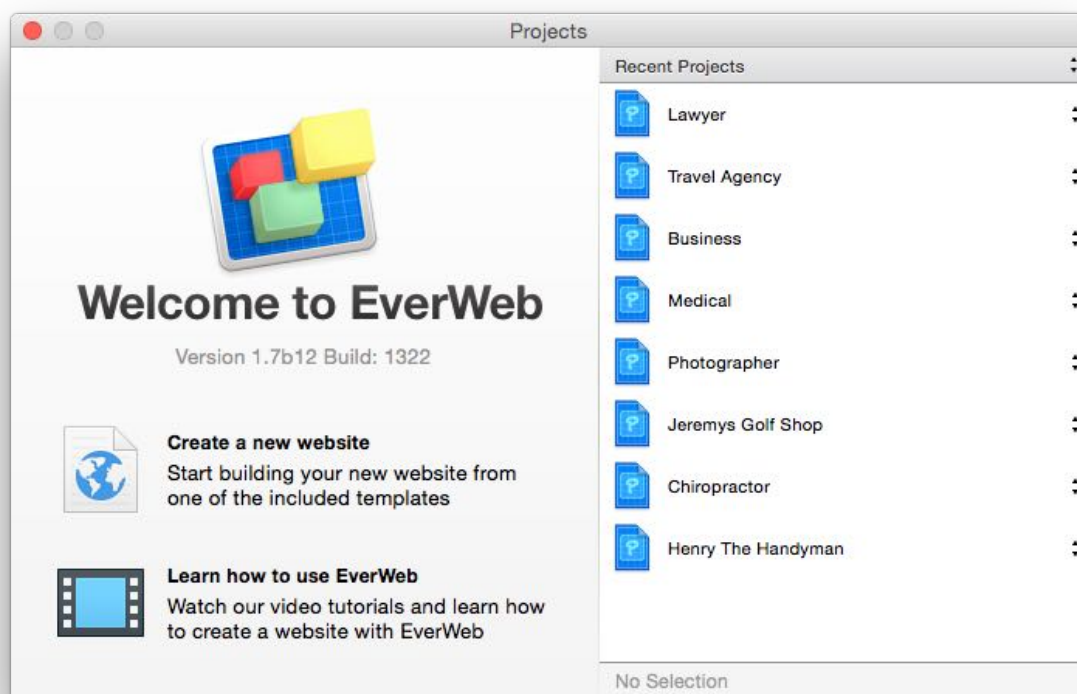 Projects
Welcome to EverWeb
Version 1.7b12 Build: 1322
Create a new website
Start building your new website from
one of the included templates
Learn how to use EverWeb
Watch our video tutorials and learn how
to create a website with EverWeb
Recent Projects
Lawyer
Travel Agency
Business
Medical
Photographer
Jeremys Golf Shop
Chiropractor
Henry The Handyman
No Selection